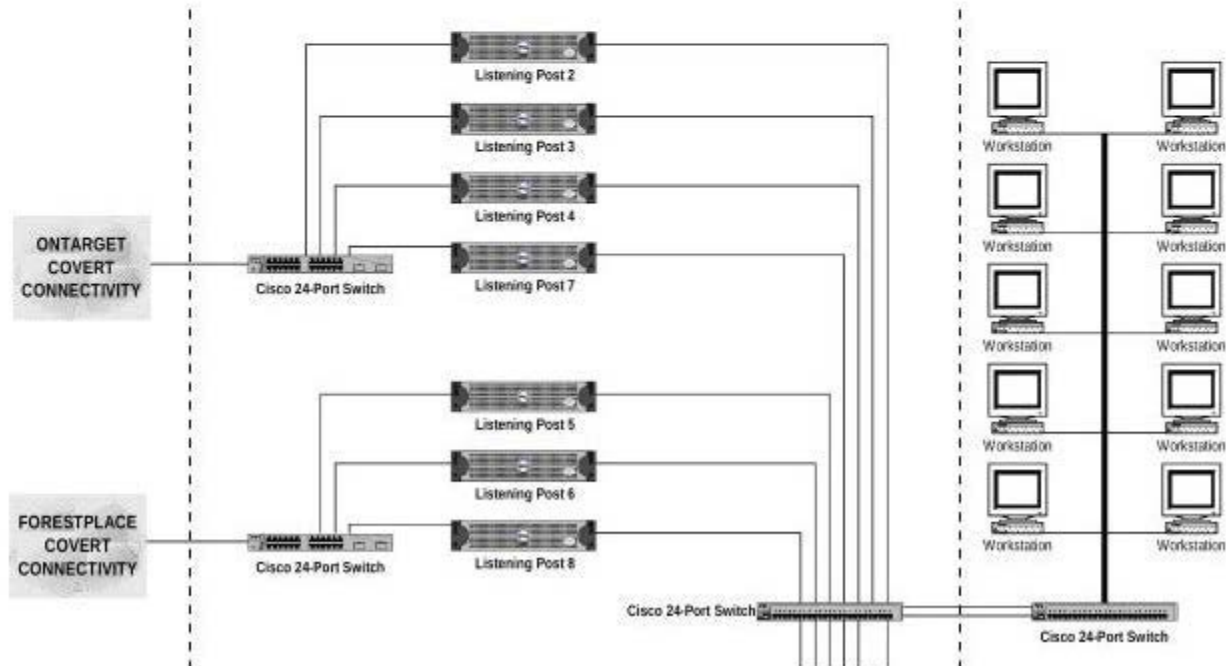 Listening Post 2
Listening Post 3
Listening Post 4
Listening Post 7
ONTARGET
COVERT
CONNECTIVITY
Cisco 24-Port Switch
Listening Post 5
Listening Post 6
Listening Post 8
FORESTPLACE
COVERT
CONNECTIVITY
Cisco 24-Port Switch
Cisco 24-Port Switch
Workstation
Workstation
Workstation
Workstation
Workstation
Workstation
Workstation
Workstation
Workstation
Workstation
Cisco 24-Port Switch